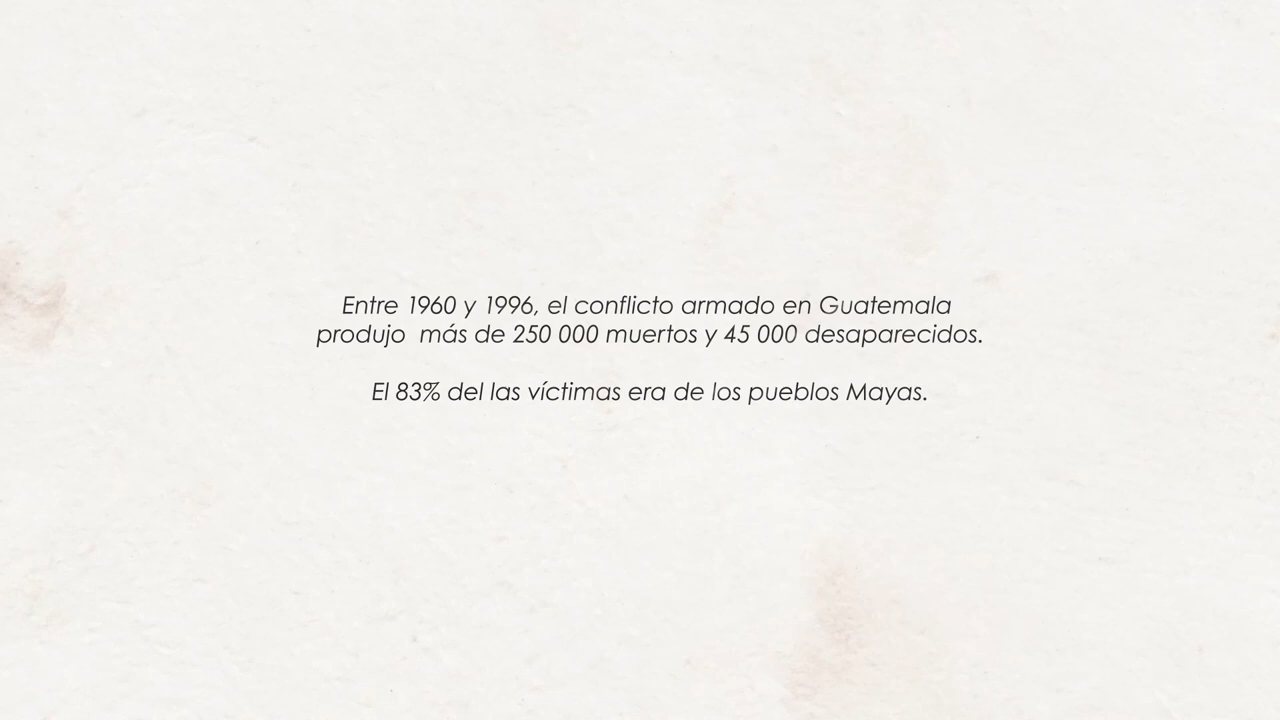 Entre 1960 y 1996, el conflicto armado en Guatemala
produjo  más de 250 000 muertos y 45 000 desaparecidos.
El 83% del las víctimas era de los pueblos Mayas.